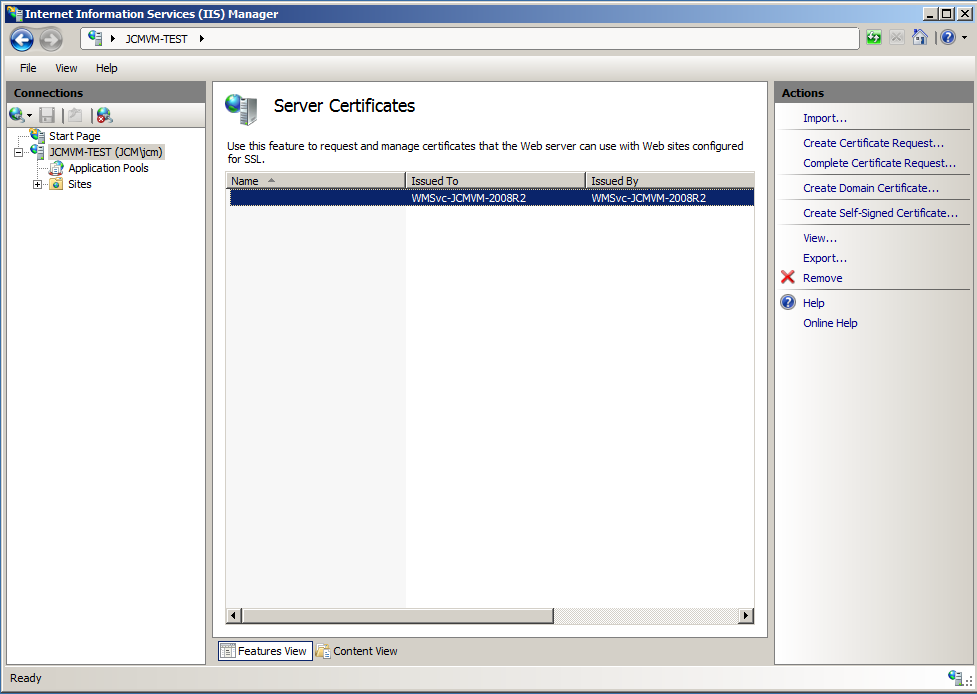 Internet Information Services (IIS) Manager
JCMVM-TEST
File View Help
Connections
Start Page
JCMVM-TEST (JCM\jcm)
Application Pools
Sites
Server Certificates
Use this feature to request and manage certificates that the Web server can use with Web sites configured
for SSL.
Name Issued To Issued By
WMSvc-JCMVM-2008R2 WMSvc-JCMVM-2008R2
Features View Content View
Actions
Import...
Create Certificate Request...
Complete Certificate Request...
Create Domain Certificate...
Create Self-Signed Certificate...
View...
Export...
Remove
Help
Online Help
Ready